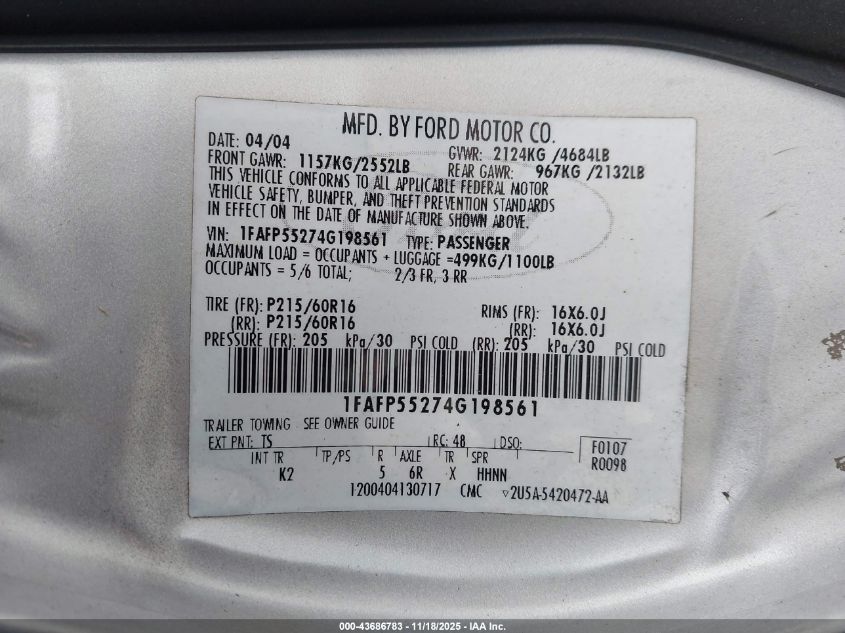 MFD. BY FORD MOTOR CO.
DATE: 04/04 GVWR: 2124KG /4684LB
FRONT GAWR: 1157KG/2552LB REAR GAWR: 967KG /2132LB
THIS VEHICLE CONFORMS TO ALL APPLICABLE FEDERAL MOTOR
VEHICLE SAFETY, BUMPER, AND THEFT PREVENTION STANDARDS
IN EFFECT ON THE DATE OF MANUFACTURE SHOWN ABOVE.
VIN: 1FAFP55274G198561 TYPE: PASSENGER
MAXIMUM LOAD = OCCUPANTS + LUGGAGE =499KG/1100LB
OCCUPANTS = 5/6 TOTAL; 2/3 FR, 3 RR
TIRE (FR): P215/60R16 RIMS (FR): 16X6.0J
(RR): P215/60R16 (RR): 16X6.0J
PRESSURE (FR): 205 kPa/30 PSI COLD (RR): 205 kPa/30 PSI COLD
1FAFP55274G198561
TRAILER TOWING SEE OWNER GUIDE
EXT PNT: TS RC: 48 DSO: F0107
INT TR TP/PS R AXLE TR SPR R0098
K2 5 6R X HHNN
1200404130717 CMC ▽2U5A-5420472-AA
000-43686783 - 11/18/2025 - IAA Inc.